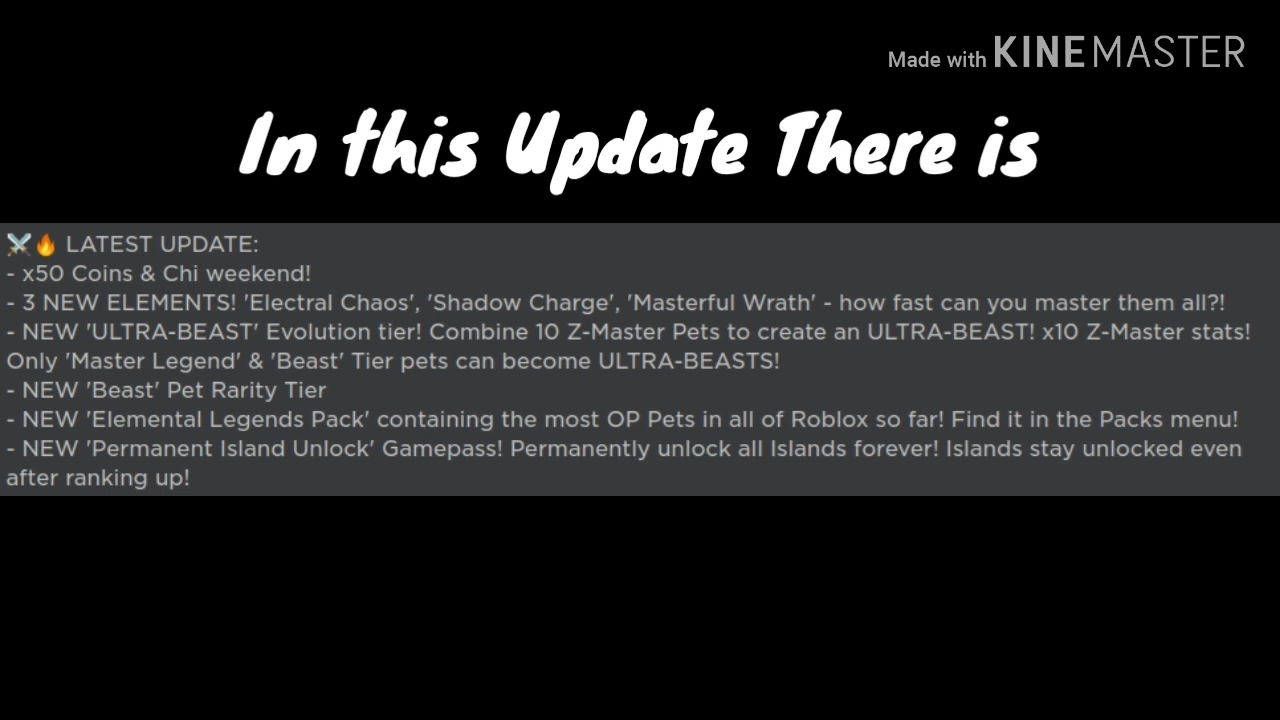 Made with KINEMASTER
In this Update There is
⚔️🔥 LATEST UPDATE:
- x50 Coins & Chi weekend!
- 3 NEW ELEMENTS! 'Electral Chaos', 'Shadow Charge', 'Masterful Wrath' - how fast can you master them all?!
- NEW 'ULTRA-BEAST' Evolution tier! Combine 10 Z-Master Pets to create an ULTRA-BEAST! x10 Z-Master stats!
Only 'Master Legend' & 'Beast' Tier pets can become ULTRA-BEASTS!
- NEW 'Beast' Pet Rarity Tier
- NEW 'Elemental Legends Pack' containing the most OP Pets in all of Roblox so far! Find it in the Packs menu!
- NEW 'Permanent Island Unlock' Gamepass! Permanently unlock all Islands forever! Islands stay unlocked even
after ranking up!